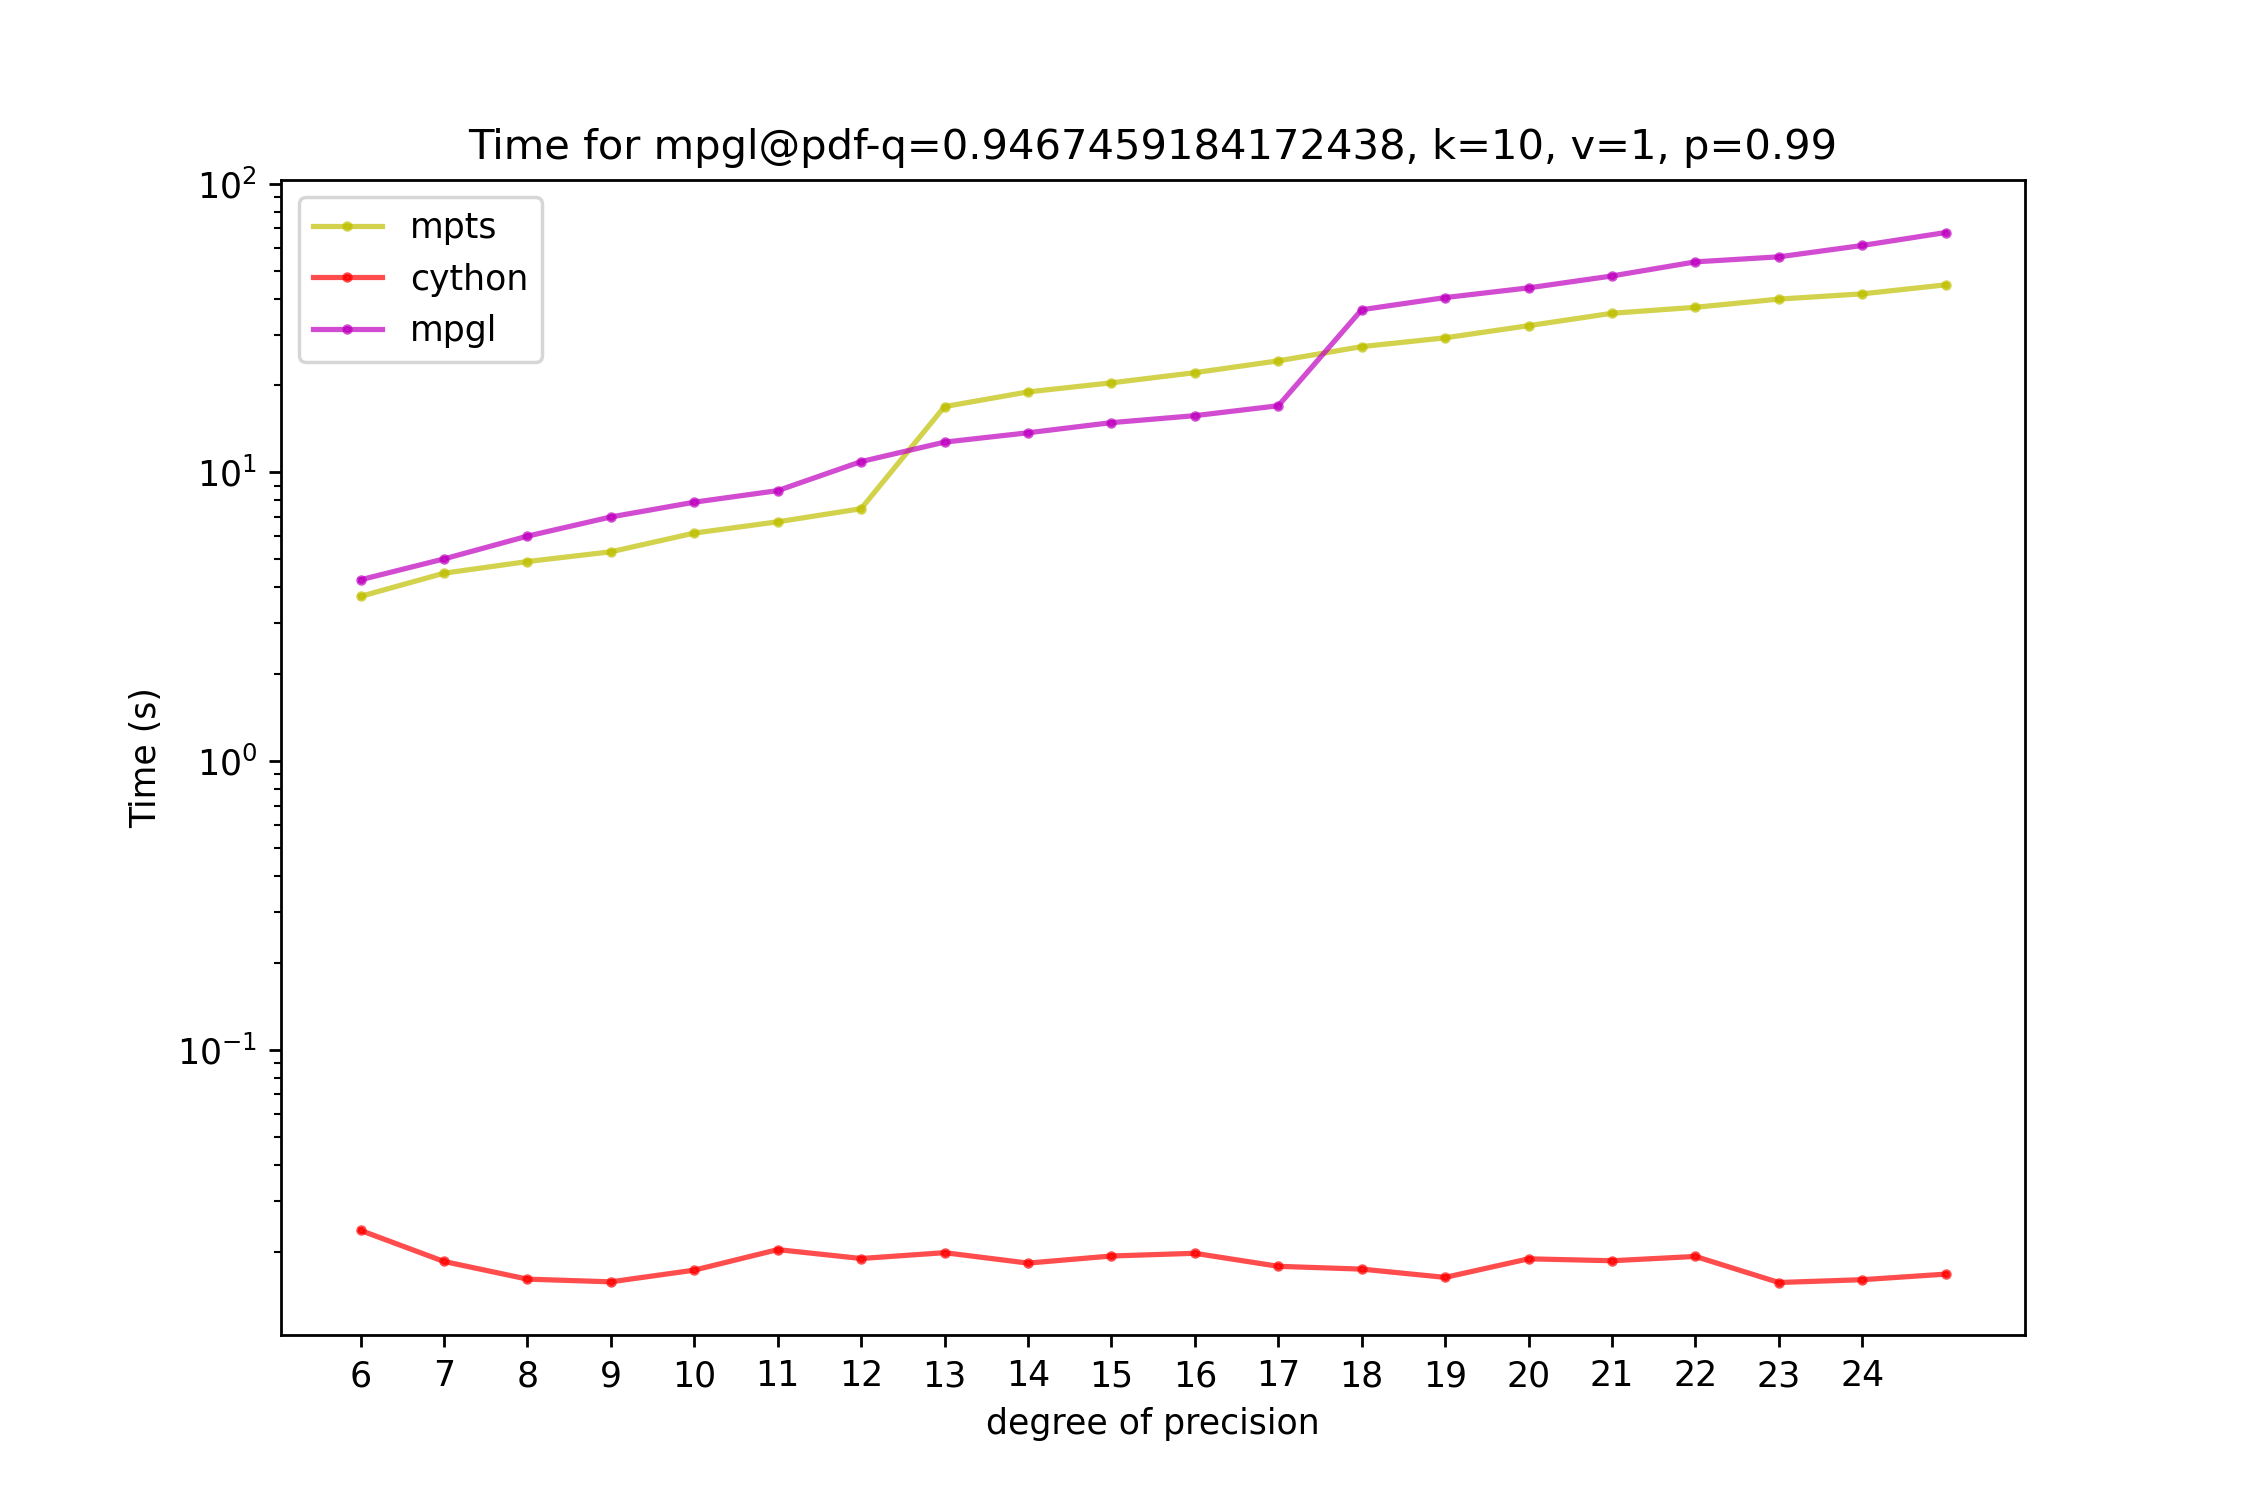 Time for mpgl@pdf-q=0.9467459184172438, k=10, v=1, p=0.99
10²
mpts
cython
mpgl
10¹
Time (s)
10⁰
10⁻¹
6 7 8 9 10 11 12 13 14 15 16 17 18 19 20 21 22 23 24
degree of precision